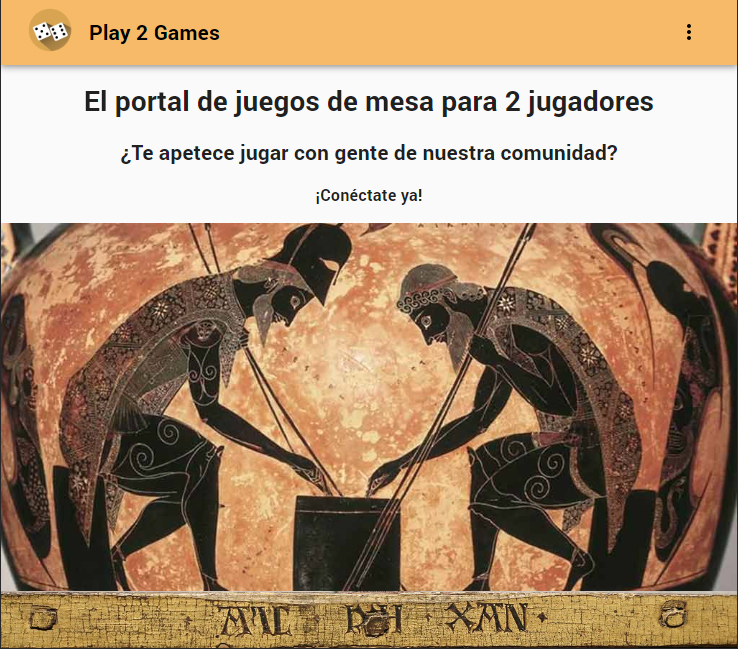 Play 2 Games
El portal de juegos de mesa para 2 jugadores
¿Te apetece jugar con gente de nuestra comunidad?
¡Conéctate ya!